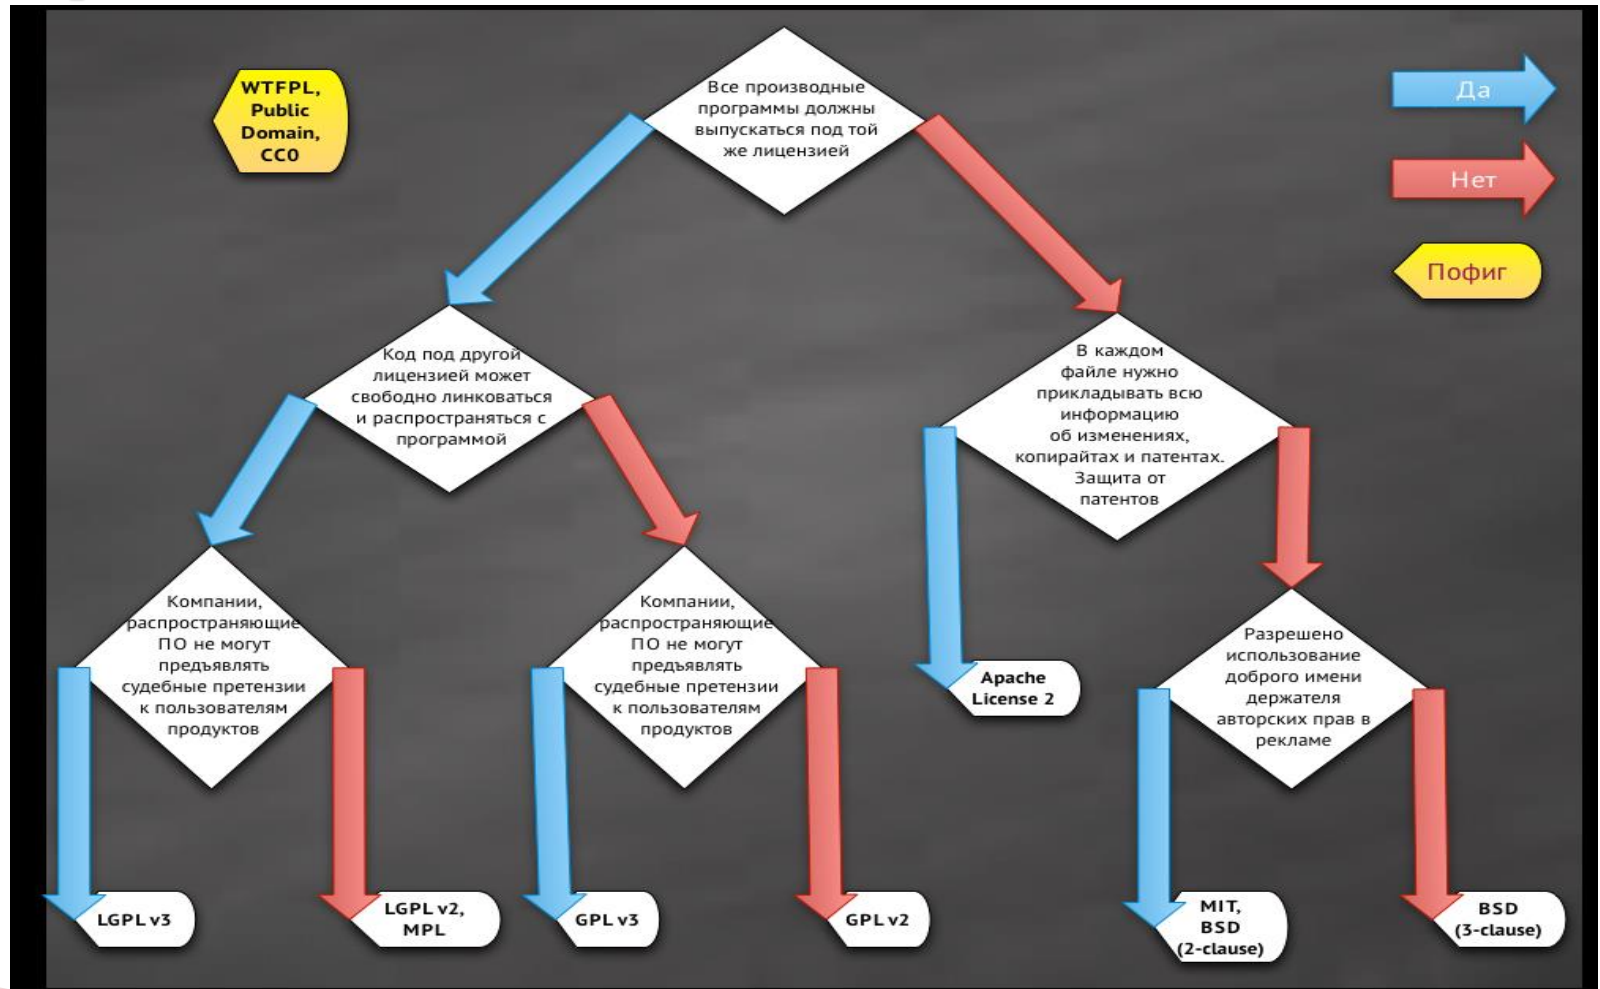 WTFPL,
Public
Domain,
CC0
Все производные
программы должны
выпускаться под той
же лицензией
Да
Нет
Пофиг
Код под другой
лицензией может
свободно линковаться
и распространяться с
программой
В каждом
файле нужно
прикладывать всю
информацию
об изменениях,
копирайтах и патентах.
Защита от
патентов
Компании,
распространяющие
ПО не могут
предъявлять
судебные претензии
к пользователям
продуктов
Компании,
распространяющие
ПО не могут
предъявлять
судебные претензии
к пользователям
продуктов
Apache
License 2
Разрешено
использование
доброго имени
держателя
авторских прав в
рекламе
LGPL v3
LGPL v2,
MPL
GPL v3
GPL v2
MIT,
BSD
(2-clause)
BSD
(3-clause)